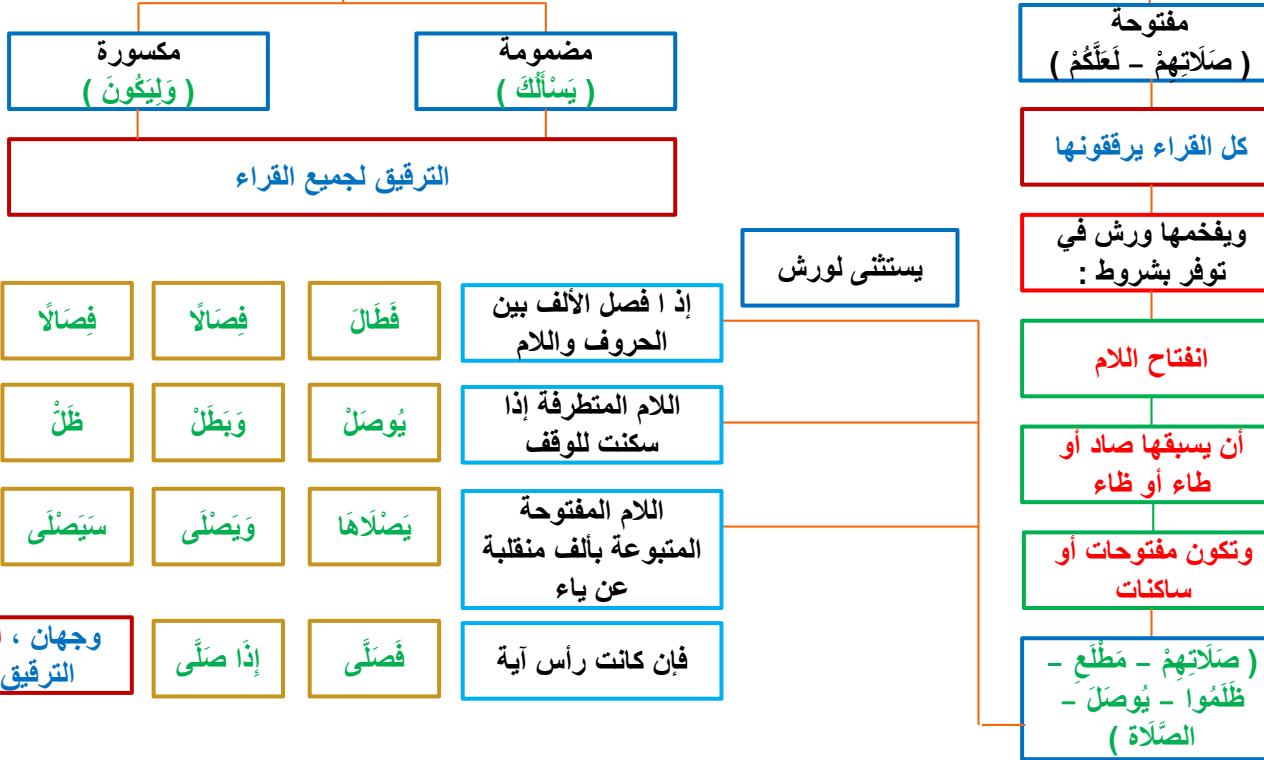 مفتوحة
( صَلَاتِهِمْ – لَعَلَّكُمْ )
كل القراء يرققونها
ويفخمها ورش في
توفر بشروط :
انفتاح اللام
أن يسبقها صاد أو
طاء أو ظاء
وتكون مفتوحات أو
ساكنات
( صَلَاتِهِمْ – مَطْلَعِ –
ظَلَمُوا – يُوصَلَ –
الصَّلَاة )
مضمومة
( يَسْأَلُكَ )
مكسورة
( وَلِيَكُونَ )
الترقيق لجميع القراء
يستثنى لورش
إذ ا فصل الألف بين
الحروف واللام
فَطَالَ
فِصَالًا
فِصَالًا
اللام المتطرفة إذا
سكنت للوقف
يُوصَلْ
وَبَطَلْ
ظَلّْ
اللام المفتوحة
المتبوعة بألف منقلبة
عن ياء
يَصْلَاهَا
وَيَصْلَى
سَيَصْلَى
فإن كانت رأس آية
فَصَلَّى
إِذَا صَلَّى
وجهان ،
الترقيق